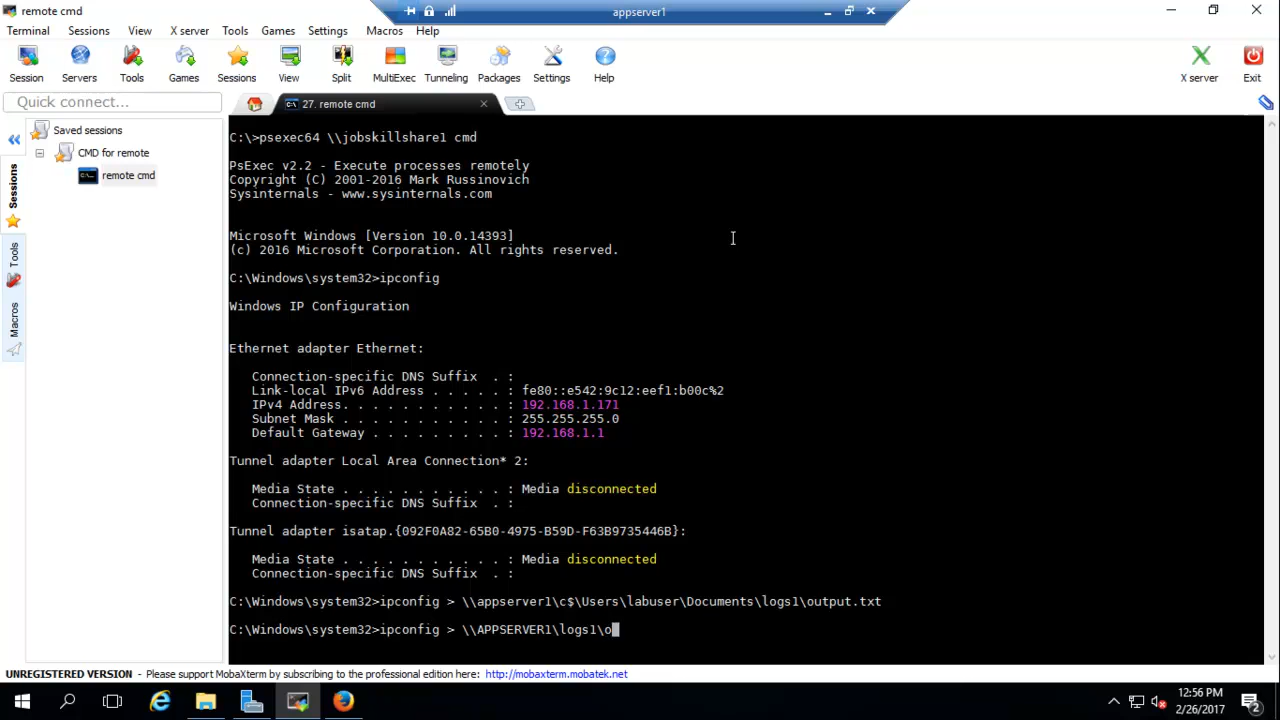 remote cmd
appserver1
Terminal Sessions View X server Tools Games Settings Macros Help
Session Servers Tools Games Sessions View Split MultiExec Tunneling Packages Settings Help X server Exit
Quick connect...
27. remote cmd
Saved sessions
CMD for remote
remote cmd
Sessions
Tools
Macros
C:\>psexec64 \\jobskillshare1 cmd
PsExec v2.2 - Execute processes remotely
Copyright (C) 2001-2016 Mark Russinovich
Sysinternals - www.sysinternals.com
Microsoft Windows [Version 10.0.14393]
(c) 2016 Microsoft Corporation. All rights reserved.
C:\Windows\system32>ipconfig
Windows IP Configuration
Ethernet adapter Ethernet:
Connection-specific DNS Suffix . :
Link-local IPv6 Address . . . . . : fe80::e542:9c12:eef1:b00c%2
IPv4 Address. . . . . . . . . . . : 192.168.1.171
Subnet Mask . . . . . . . . . . . : 255.255.255.0
Default Gateway . . . . . . . . . : 192.168.1.1
Tunnel adapter Local Area Connection* 2:
Media State . . . . . . . . . . . : Media disconnected
Connection-specific DNS Suffix . :
Tunnel adapter isatap.{092F0A82-65B0-4975-B59D-F63B9735446B}:
Media State . . . . . . . . . . . : Media disconnected
Connection-specific DNS Suffix . :
C:\Windows\system32>ipconfig > \\appserver1\c$\Users\labuser\Documents\logs1\output.txt
C:\Windows\system32>ipconfig > \\APPSERVER1\logs1\o
UNREGISTERED VERSION - Please support MobaXterm by subscribing to the professional edition here: http://mobaxterm.mobatek.net
12:56 PM
2/26/2017
2